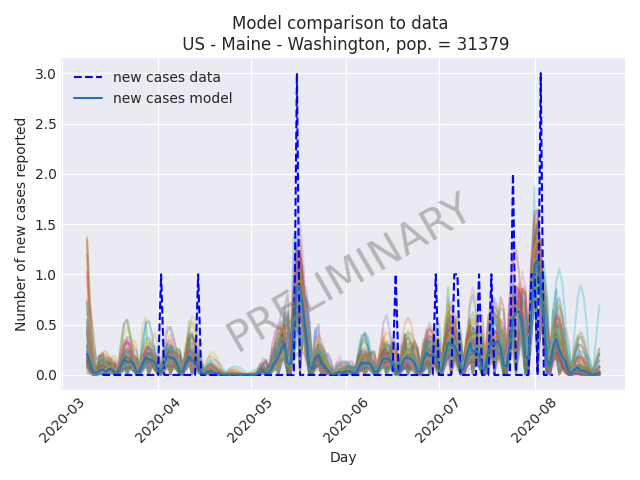 Model comparison to data
US - Maine - Washington, pop. = 31379
new cases data
new cases model
PRELIMINARY
Number of new cases reported
3.0
2.5
2.0
1.5
1.0
0.5
0.0
2020-03
2020-04
2020-05
2020-06
2020-07
2020-08
Day